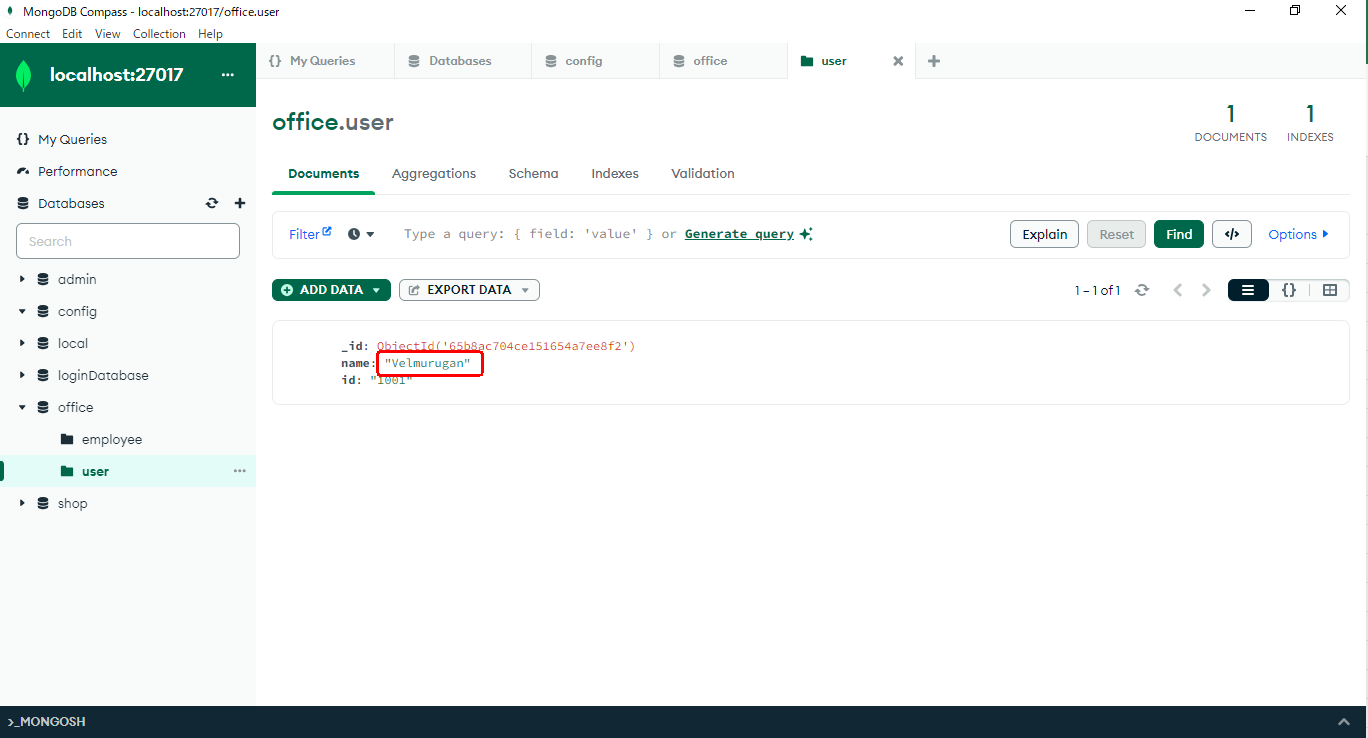 MongoDB Compass - localhost:27017/office.user
Connect Edit View Collection Help
localhost:27017 ...
{} My Queries
Performance
Databases
Search
admin
config
local
loginDatabase
office
employee
user ...
shop
{} My Queries Databases config office user
office.user
1 DOCUMENTS
1 INDEXES
Documents Aggregations Schema Indexes Validation
Filter Type a query: { field: 'value' } or Generate query Explain Reset Find </> Options
ADD DATA EXPORT DATA 1 – 1 of 1 {}
_id: ObjectId('65b8ac704ce151654a7ee8f2')
name: "Velmurugan"
id: "1001"
>_MONGOSH